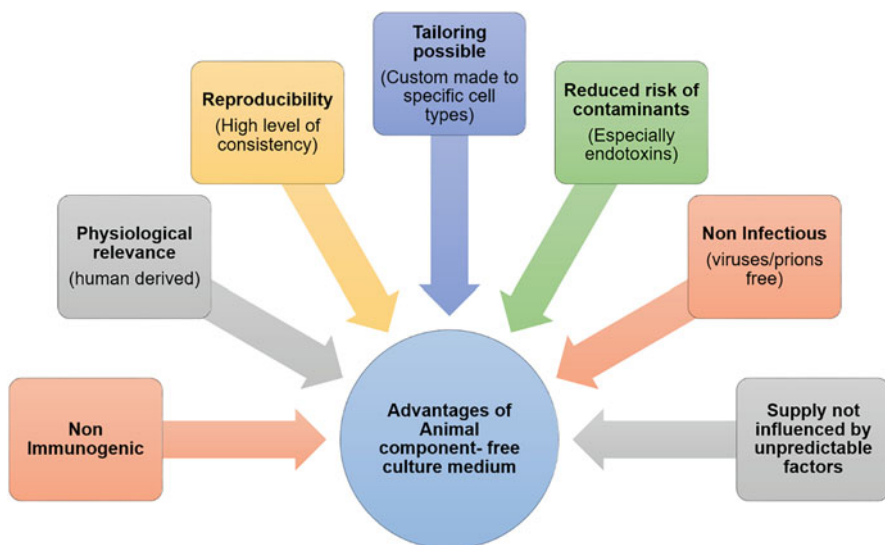 Tailoring
possible
(Custom made to
specific cell
types)
Reproducibility
(High level of
consistency)
Reduced risk of
contaminants
(Especially
endotoxins)
Physiological
relevance
(human derived)
Non Infectious
(viruses/prions
free)
Non
Immunogenic
Advantages of
Animal
component- free
culture medium
Supply not
influenced by
unpredictable
factors